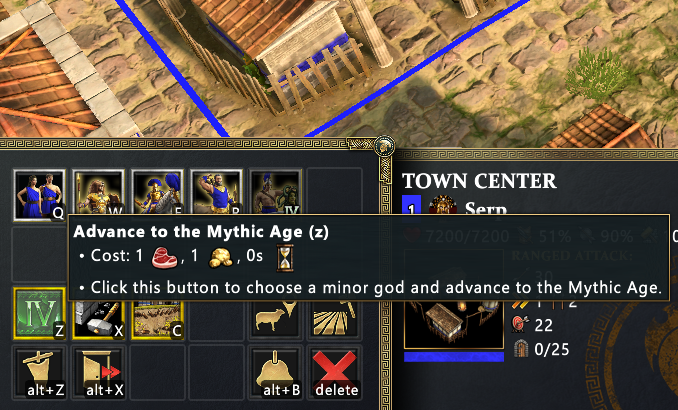 Q
W
E
R
IV
TOWN CENTER
1 Serp
Advance to the Mythic Age (z)
• Cost: 1 , 1 , 0s
• Click this button to choose a minor god and advance to the Mythic Age.
7200/7200 51% 90%
RANGED ATTACK:
30
IV Z
X
C
22
0/25
alt+Z
alt+X
alt+B
delete